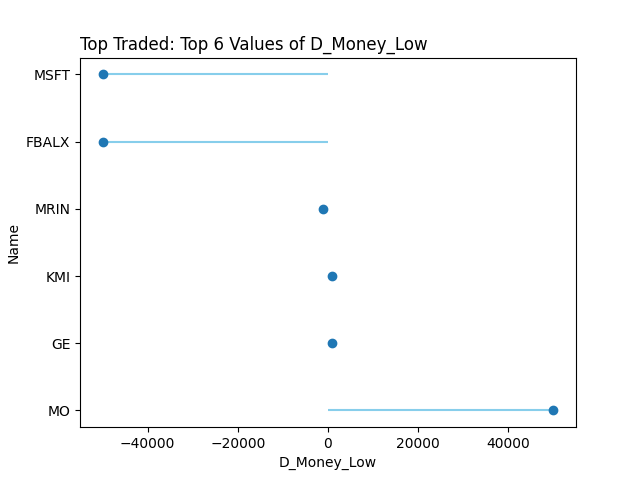 Top Traded: Top 6 Values of D_Money_Low
MSFT
FBALX
MRIN
KMI
GE
MO
Name
−40000
−20000
0
20000
40000
D_Money_Low